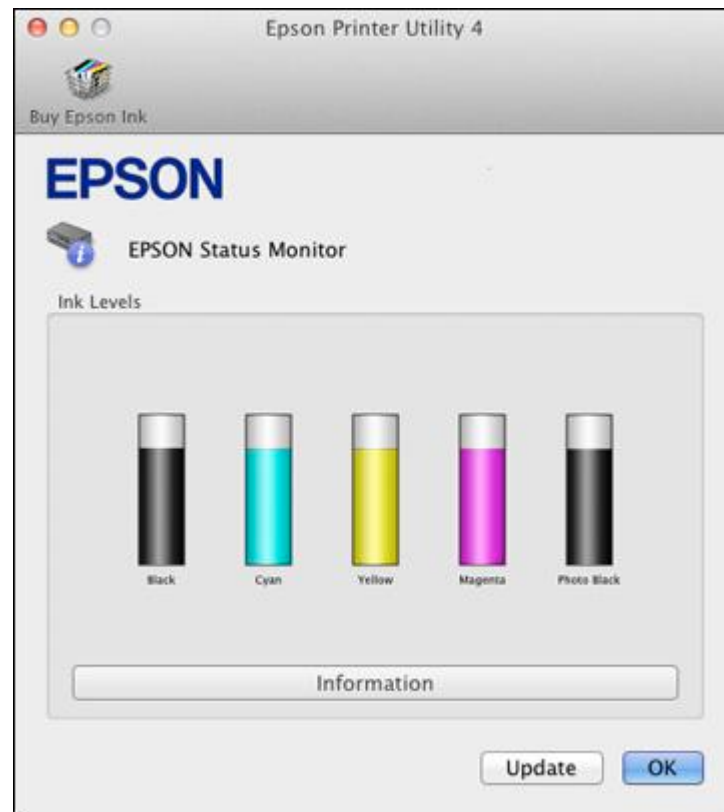 Epson Printer Utility 4
Buy Epson Ink
EPSON
EPSON Status Monitor
Ink Levels
Black Cyan Yellow Magenta Photo Black
Information
Update OK